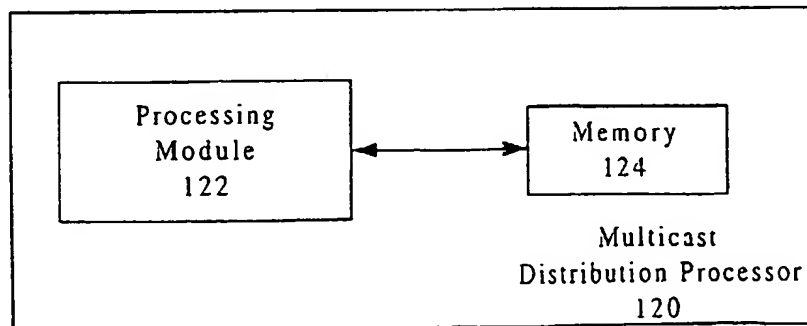 Processing
Module
122
Memory
124
Multicast
Distribution Processor
120